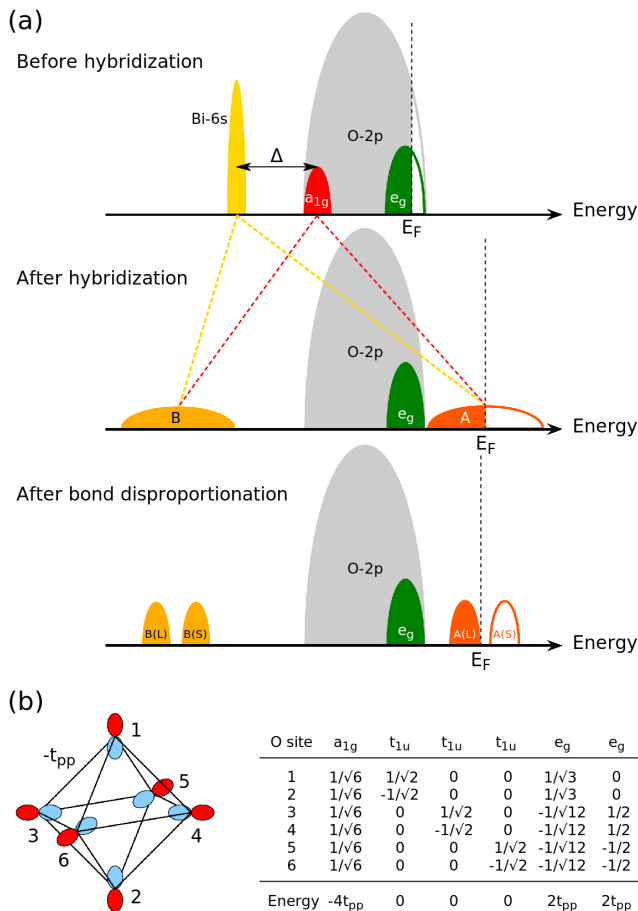 (a)
Before hybridization
Bi-6s
O-2p
Δ
a1g
eg
EF
Energy
After hybridization
O-2p
B
eg
A
EF
Energy
After bond disproportionation
O-2p
B(L) B(S)
eg
A(L) A(S)
EF
Energy
(b)
-tpp
1
5
3
4
6
2
O site a1g t1u t1u t1u eg eg
1 1/√6 1/√2 0 0 1/√3 0
2 1/√6 -1/√2 0 0 1/√3 0
3 1/√6 0 1/√2 0 -1/√12 1/2
4 1/√6 0 -1/√2 0 -1/√12 1/2
5 1/√6 0 0 1/√2 -1/√12 -1/2
6 1/√6 0 0 -1/√2 -1/√12 -1/2
Energy -4tpp 0 0 0 2tpp 2tpp